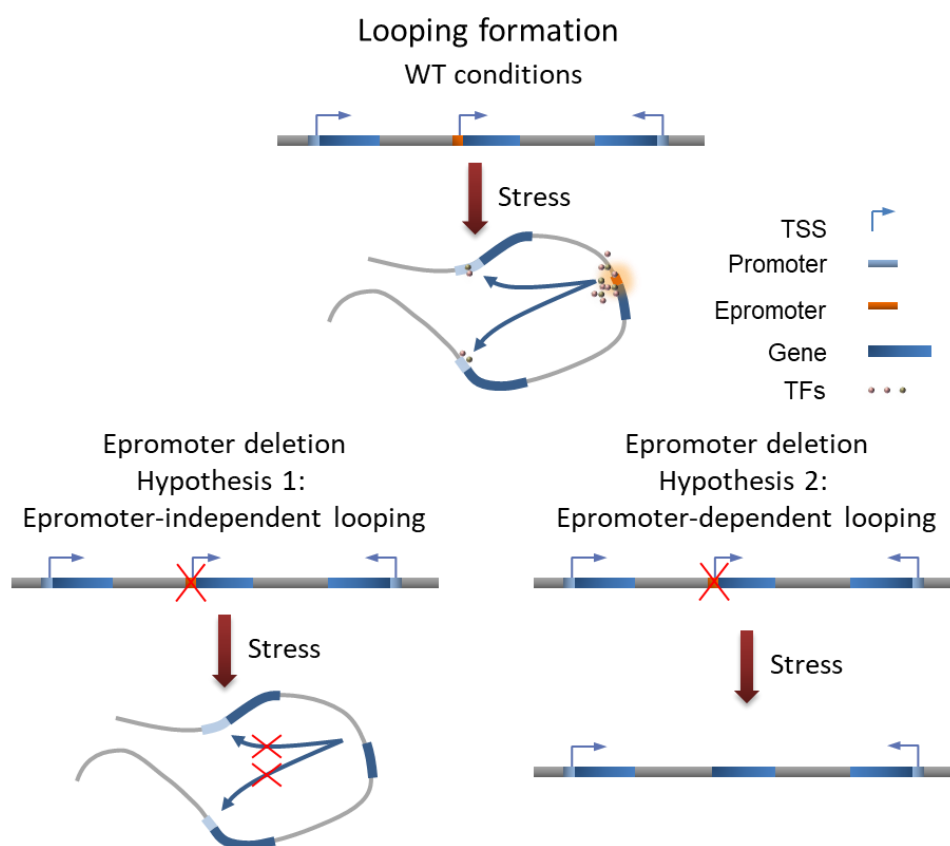 Looping formation
WT conditions
Stress
TSS
Promoter
Epromoter
Gene
TFs
Epromoter deletion
Hypothesis 1:
Epromoter-independent looping
Stress
Epromoter deletion
Hypothesis 2:
Epromoter-dependent looping
Stress